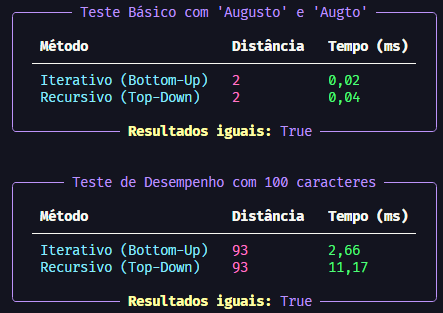 Teste Básico com 'Augusto' e 'Augto'
Método Distância Tempo (ms)
Iterativo (Bottom-Up) 2 0,02
Recursivo (Top-Down) 2 0,04
Resultados iguais: True
Teste de Desempenho com 100 caracteres
Método Distância Tempo (ms)
Iterativo (Bottom-Up) 93 2,66
Recursivo (Top-Down) 93 11,17
Resultados iguais: True